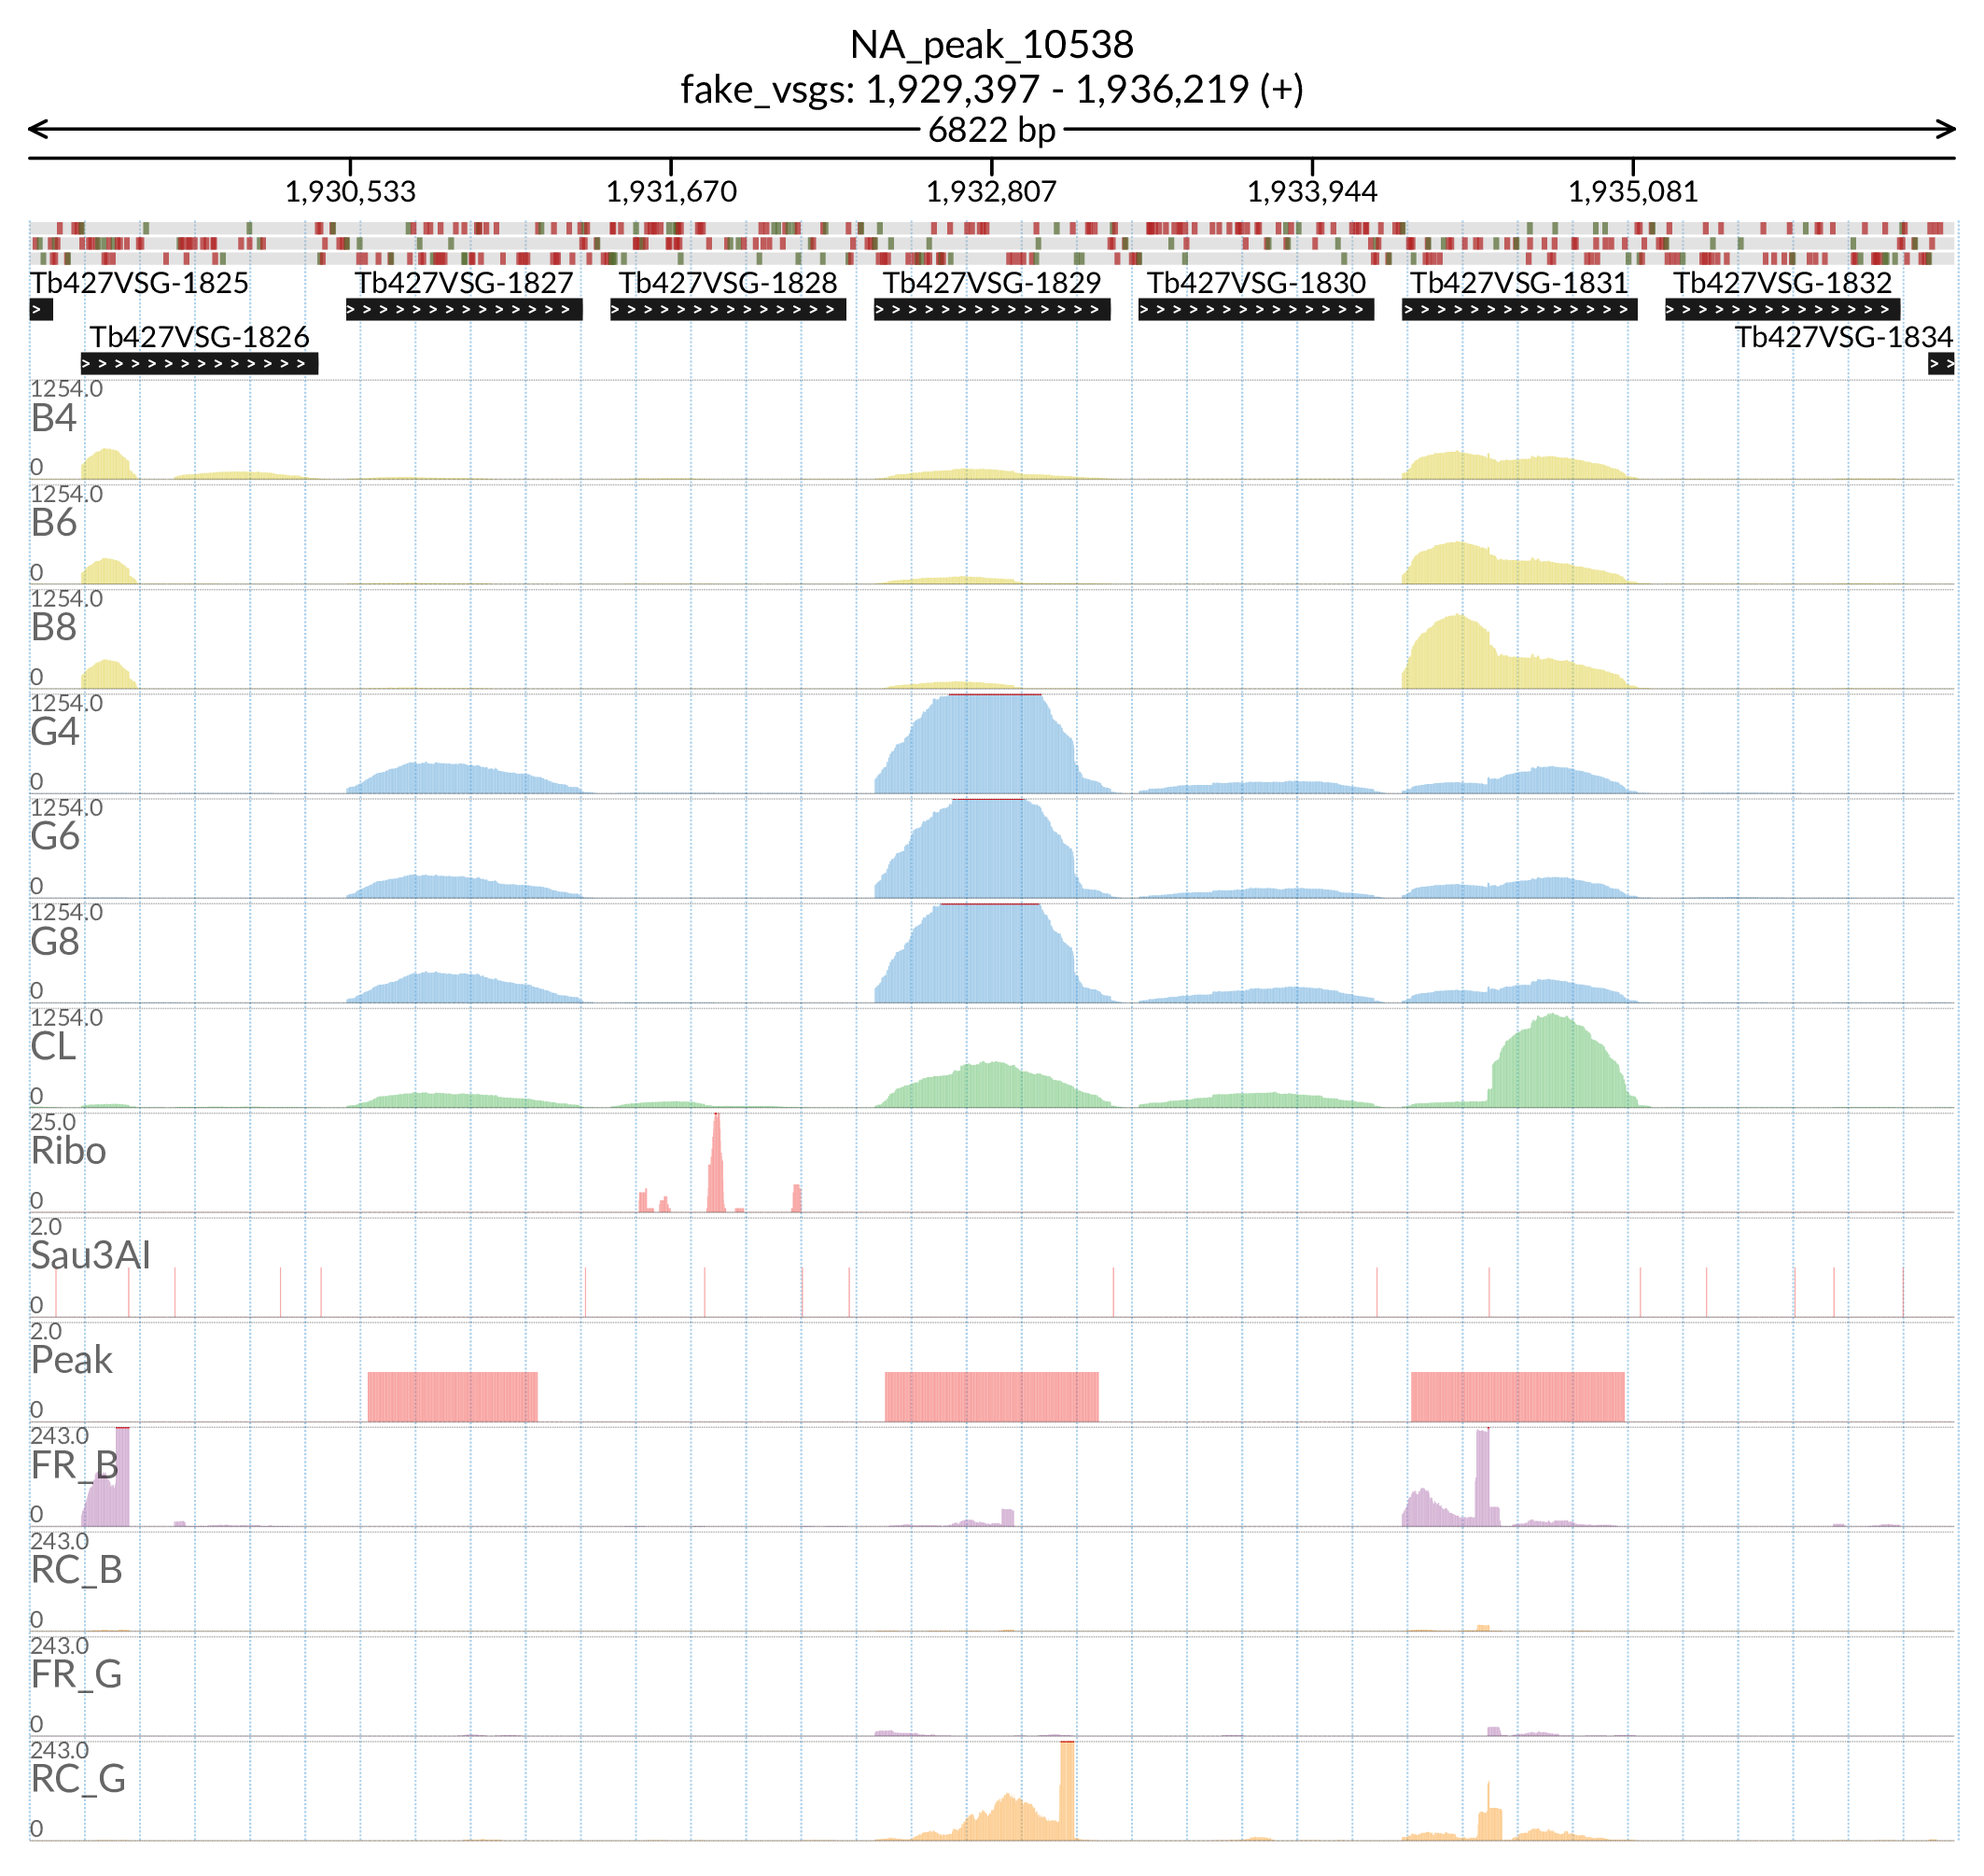 NA_peak_10538
fake_vsgs: 1,929,397 - 1,936,219 (+)
6822 bp
1,930,533 1,931,670 1,932,807 1,933,944 1,935,081
Tb427VSG-1825 Tb427VSG-1827 Tb427VSG-1828 Tb427VSG-1829 Tb427VSG-1830 Tb427VSG-1831 Tb427VSG-1832
Tb427VSG-1826 Tb427VSG-1834
1254.0
B4
0
1254.0
B6
0
1254.0
B8
0
1254.0
G4
0
1254.0
G6
0
1254.0
G8
0
1254.0
CL
0
25.0
Ribo
0
2.0
Sau3AI
0
2.0
Peak
0
243.0
FR_B
0
243.0
RC_B
0
243.0
FR_G
0
243.0
RC_G
0